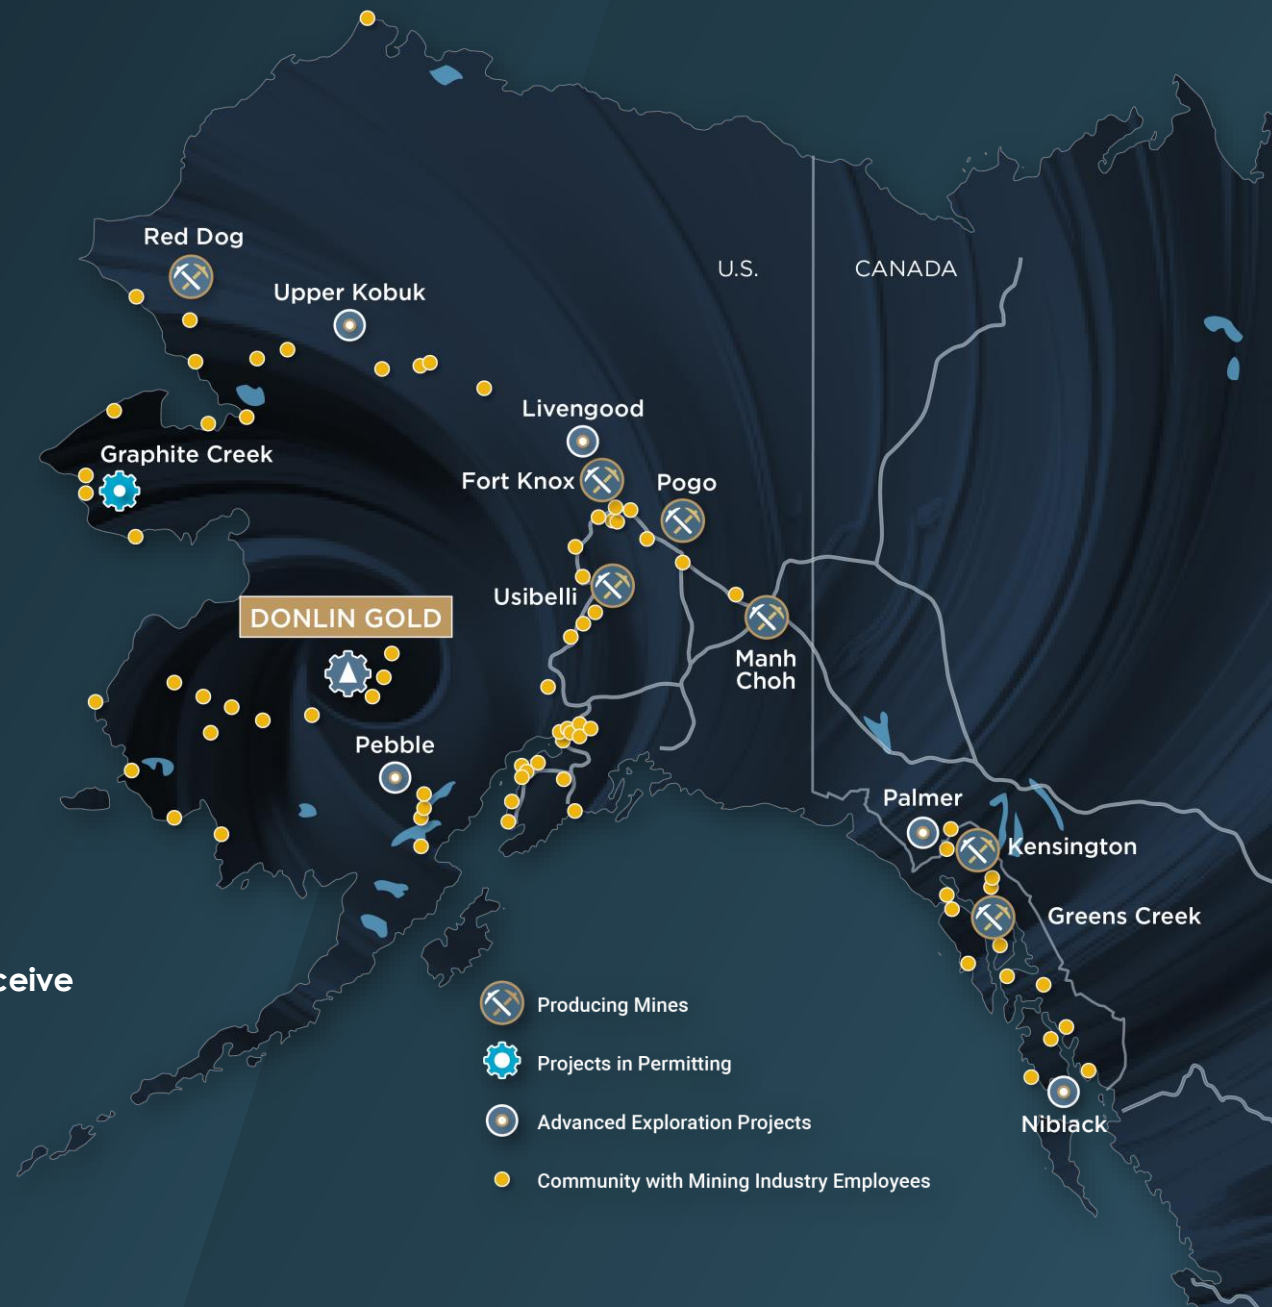 Red Dog
U.S.
CANADA
Upper Kobuk
Livengood
Graphite Creek
Fort Knox
Pogo
Usibelli
DONLIN GOLD
Manh
Choh
Pebble
Palmer
Kensington
Greens Creek
ceive
Producing Mines
Projects in Permitting
Advanced Exploration Projects
Niblack
Community with Mining Industry Employees